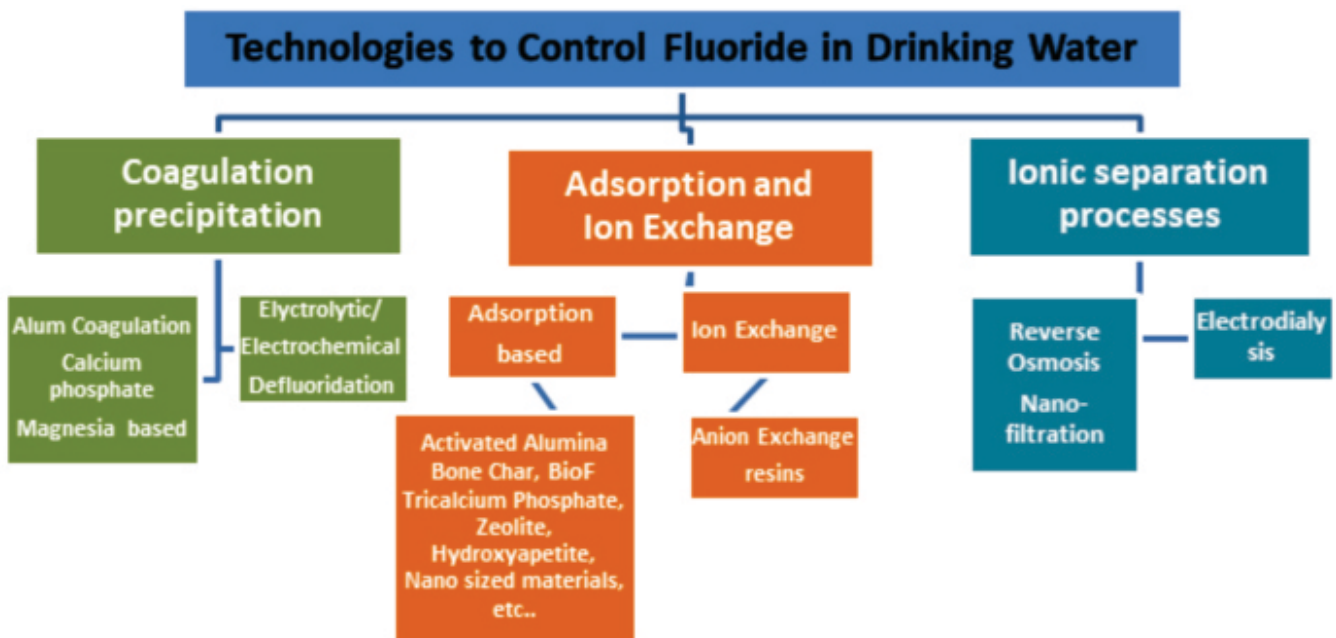 Technologies to Control Fluoride in Drinking Water
Coagulation
precipitation
Alum Coagulation
Calcium
phosphate
Magnesia based
Elyctrolytic/
Electrochemical
Defluoridation
Adsorption and
Ion Exchange
Adsorption
based
Ion Exchange
Activated Alumina
Bone Char, BioF
Tricalcium Phosphate,
Zeolite,
Hydroxyapetite,
Nano sized materials,
etc..
Anion Exchange
resins
Ionic separation
processes
Reverse
Osmosis
Nano-
filtration
Electrodialy
sis